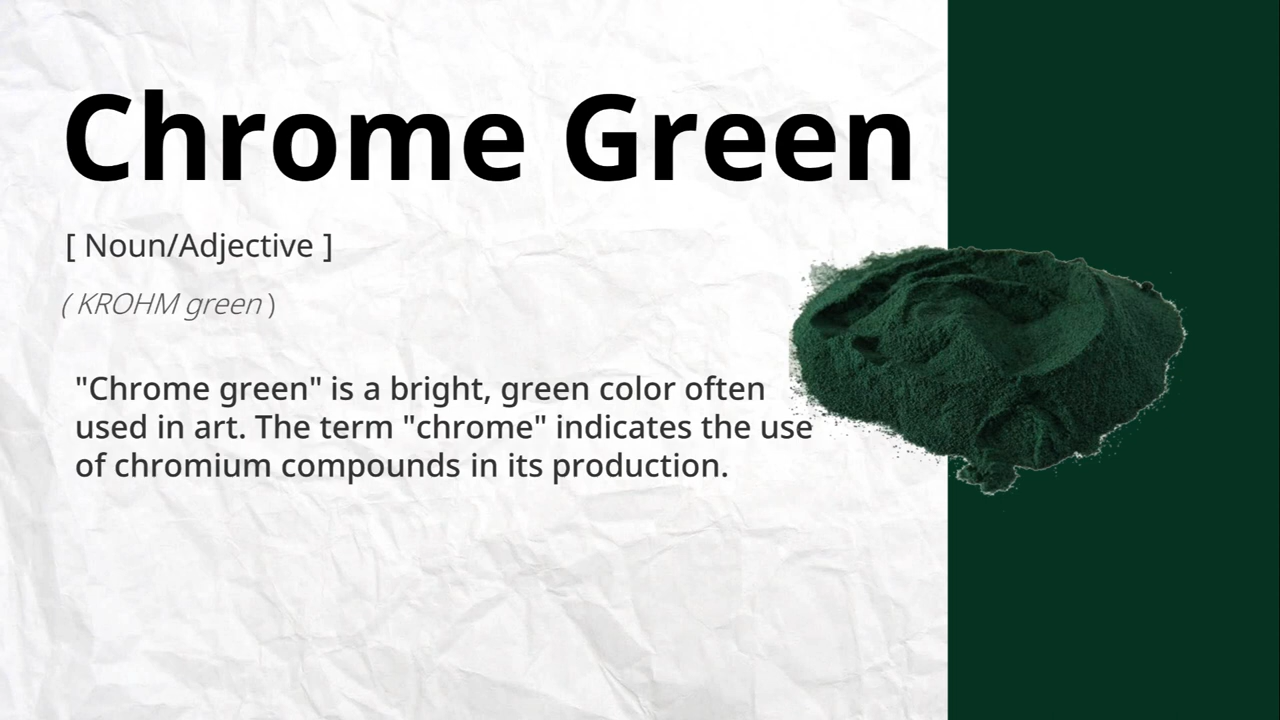 Chrome Green
[ Noun/Adjective ]
( KROHM green )
"Chrome green" is a bright, green color often
used in art. The term "chrome" indicates the use
of chromium compounds in its production.